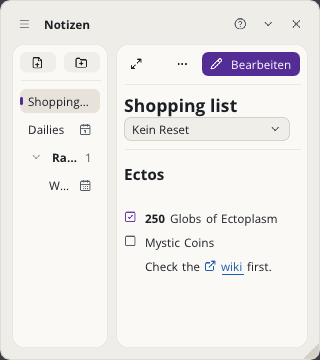 Notizen
Bearbeiten
Shopping...
Dailies
Ra... 1
W...
Shopping list
Kein Reset
Ectos
250 Globs of Ectoplasm
Mystic Coins
Check the wiki first.